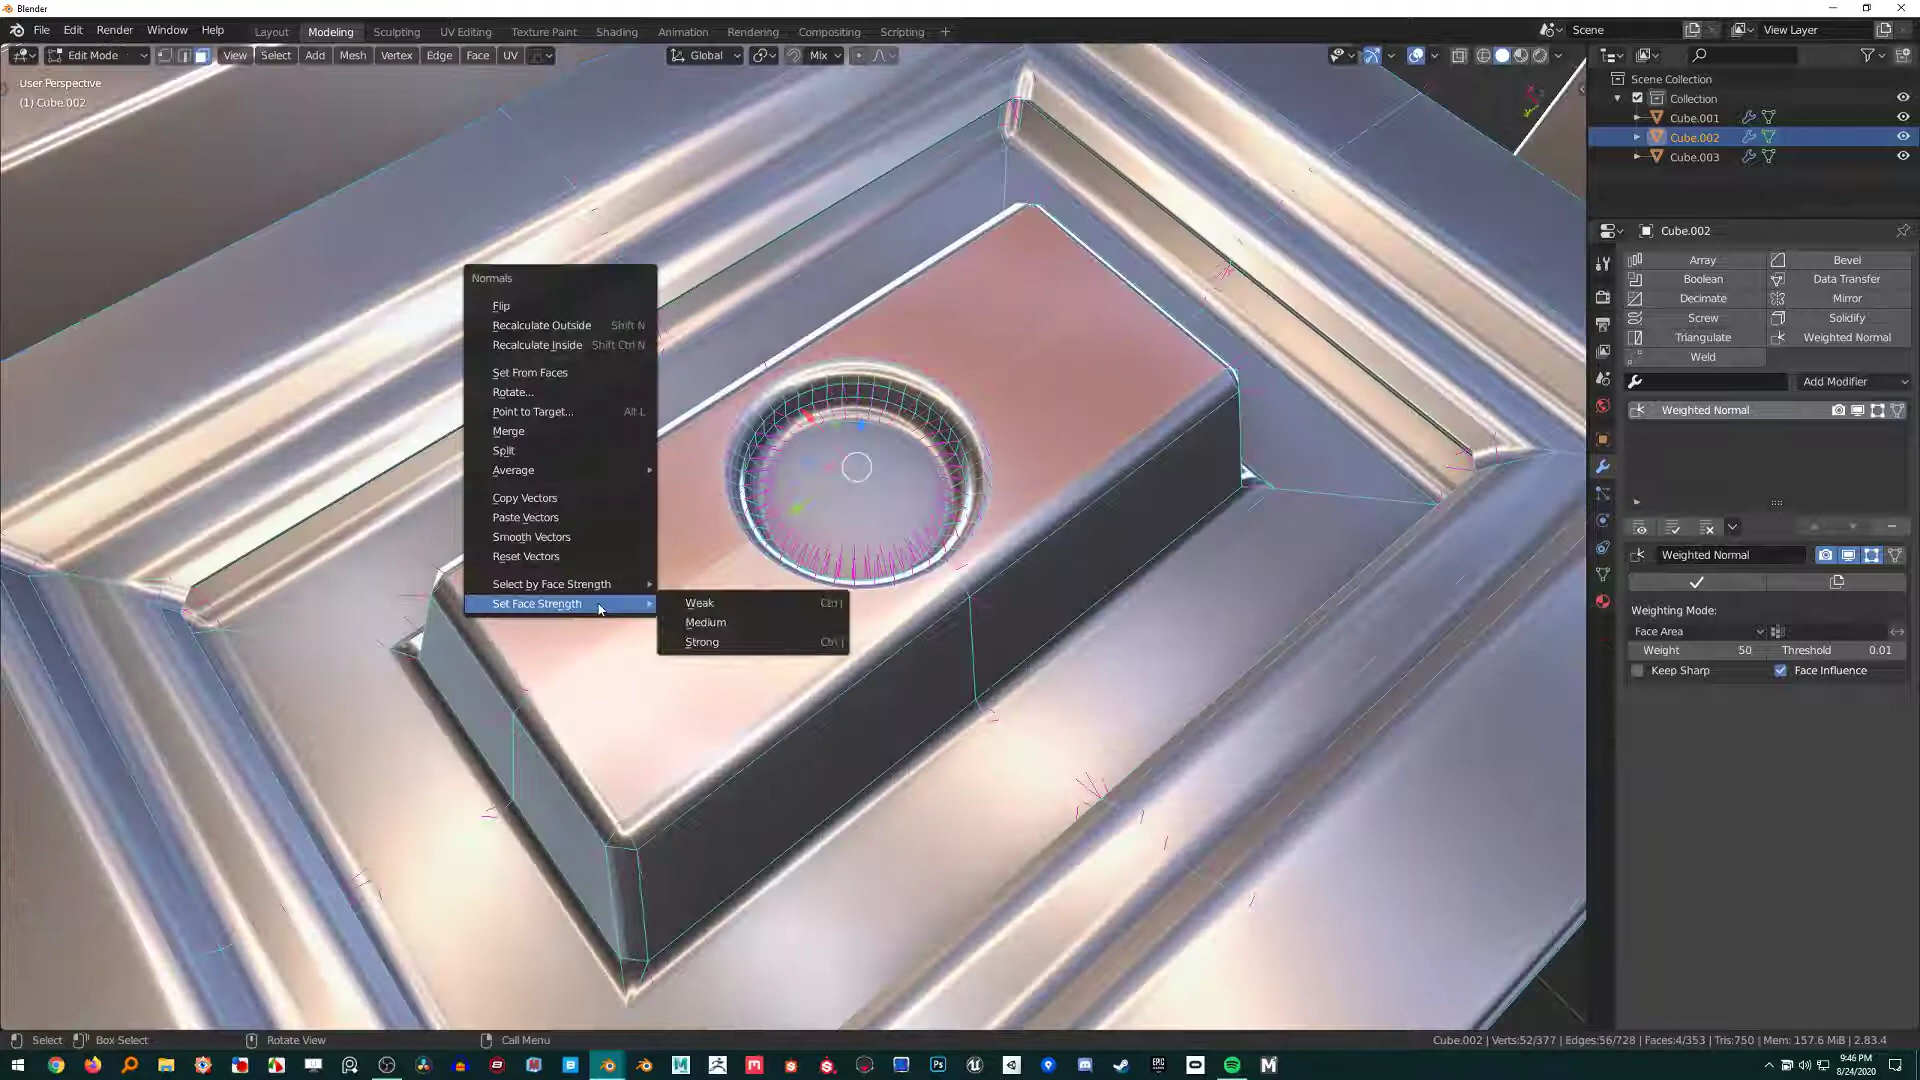 Blender
File Edit Render Window Help
Layout Modeling Sculpting UV Editing Texture Paint Shading Animation Rendering Compositing Scripting +
Scene
View Layer
Edit Mode
View Select Add Mesh Vertex Edge Face UV
Global
Mix
User Perspective
(1) Cube.002
Scene Collection
Collection
Cube.001
Cube.002
Cube.003
Cube.002
Array Bevel
Boolean Data Transfer
Decimate Mirror
Screw Solidify
Triangulate Weighted Normal
Weld
Add Modifier
Weighted Normal
Weighted Normal
Weighting Mode:
Face Area
Weight 50 Threshold 0.01
Keep Sharp Face Influence
Normals
Flip
Recalculate Outside Shift N
Recalculate Inside Shift Ctrl N
Set From Faces
Rotate...
Point to Target... Alt L
Merge
Split
Average
Copy Vectors
Paste Vectors
Smooth Vectors
Reset Vectors
Select by Face Strength
Set Face Strength
Weak Ctrl
Medium
Strong Ctrl
Select Box Select Rotate View Call Menu
Cube.002 | Verts:52/377 | Edges:56/728 | Faces:4/353 | Tris:750 | Mem: 157.6 MiB | 2.83.4
9:46 PM
8/24/2020